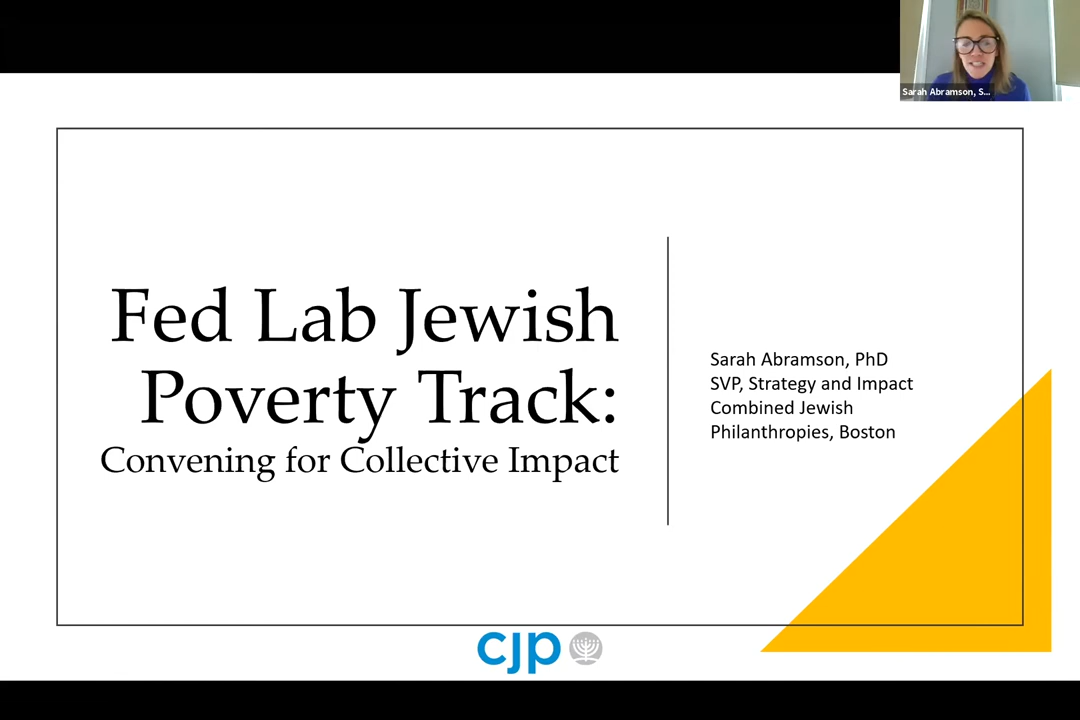 Sarah Abramson, S...
Fed Lab Jewish
Poverty Track:
Convening for Collective Impact
Sarah Abramson, PhD
SVP, Strategy and Impact
Combined Jewish
Philanthropies, Boston
cjp